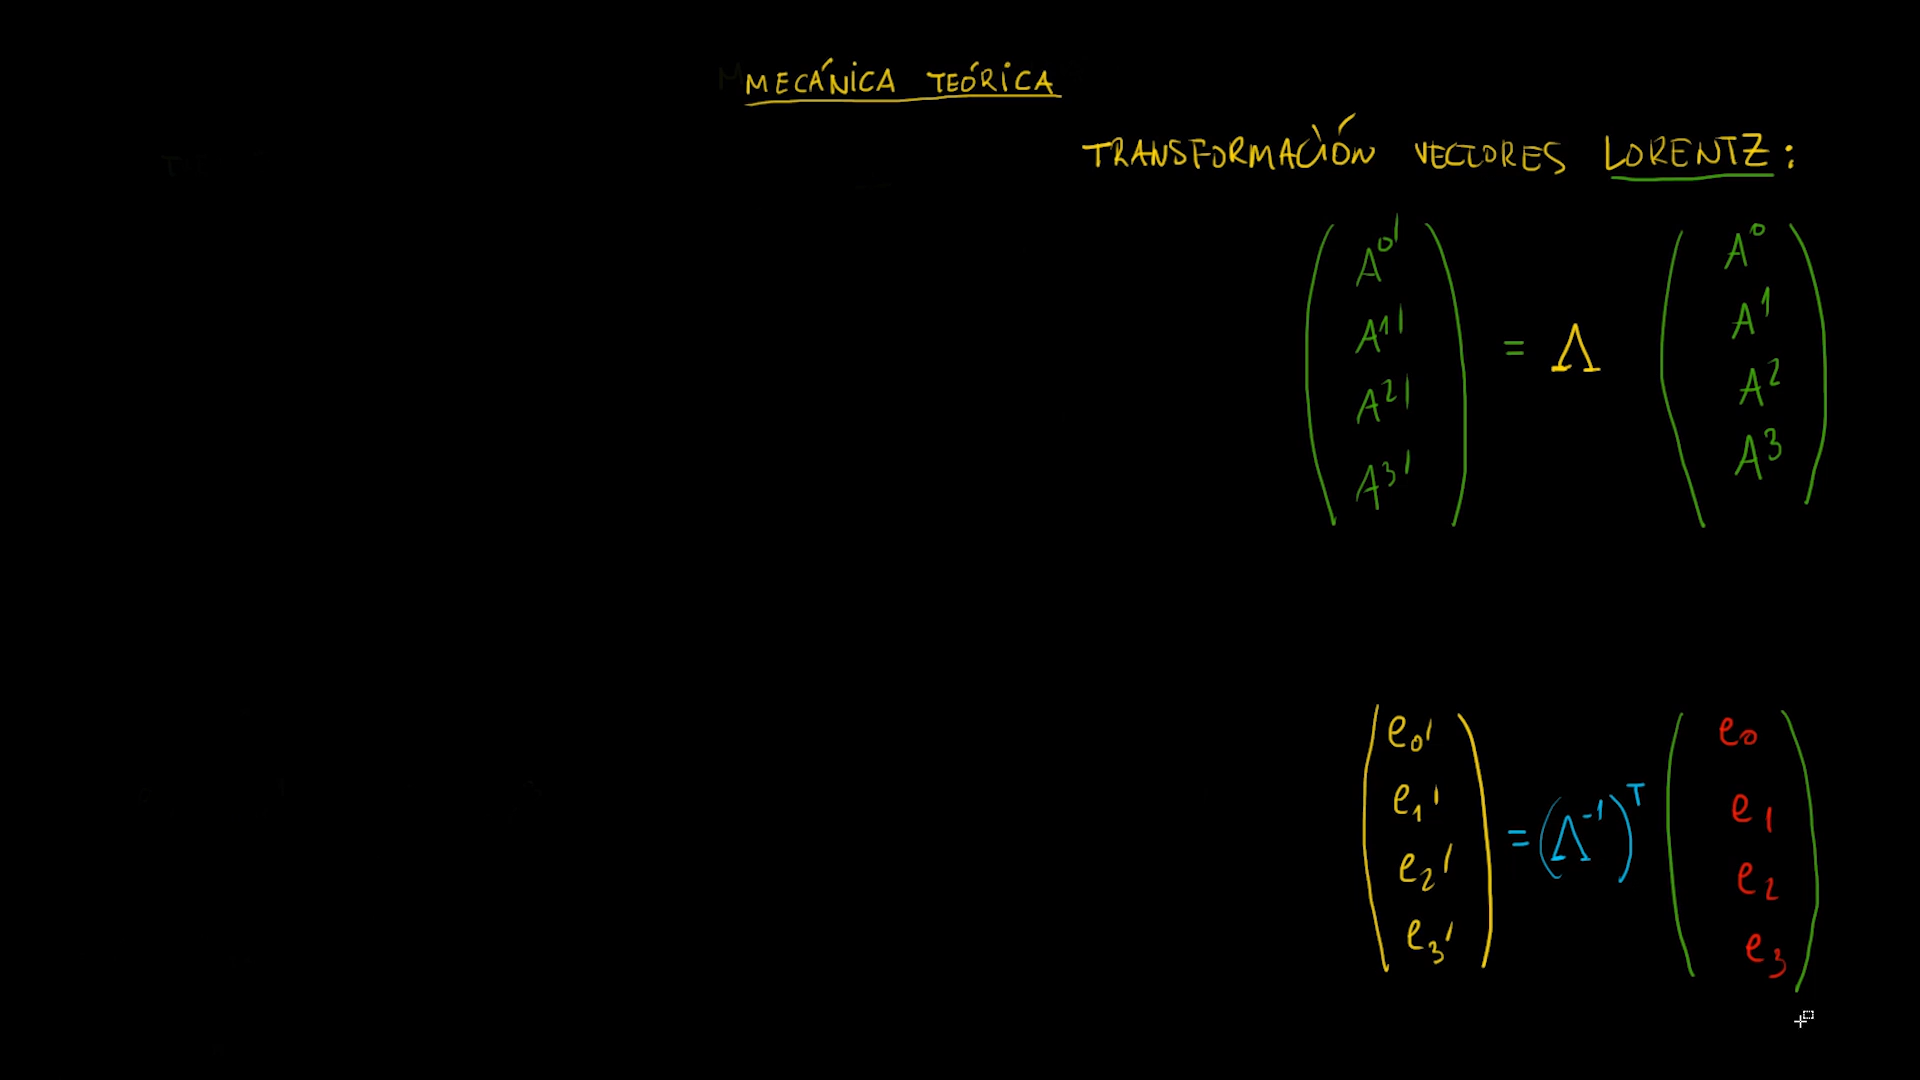 MECÁNICA TEÓRICA
TRANSFORMACIÓN VECTORES LORENTZ:
A⁰' A⁰
A¹' A¹
= Λ
A²' A²
A³' A³
e₀' e₀
e₁' e₁
= (Λ⁻¹)ᵀ
e₂' e₂
e₃' e₃